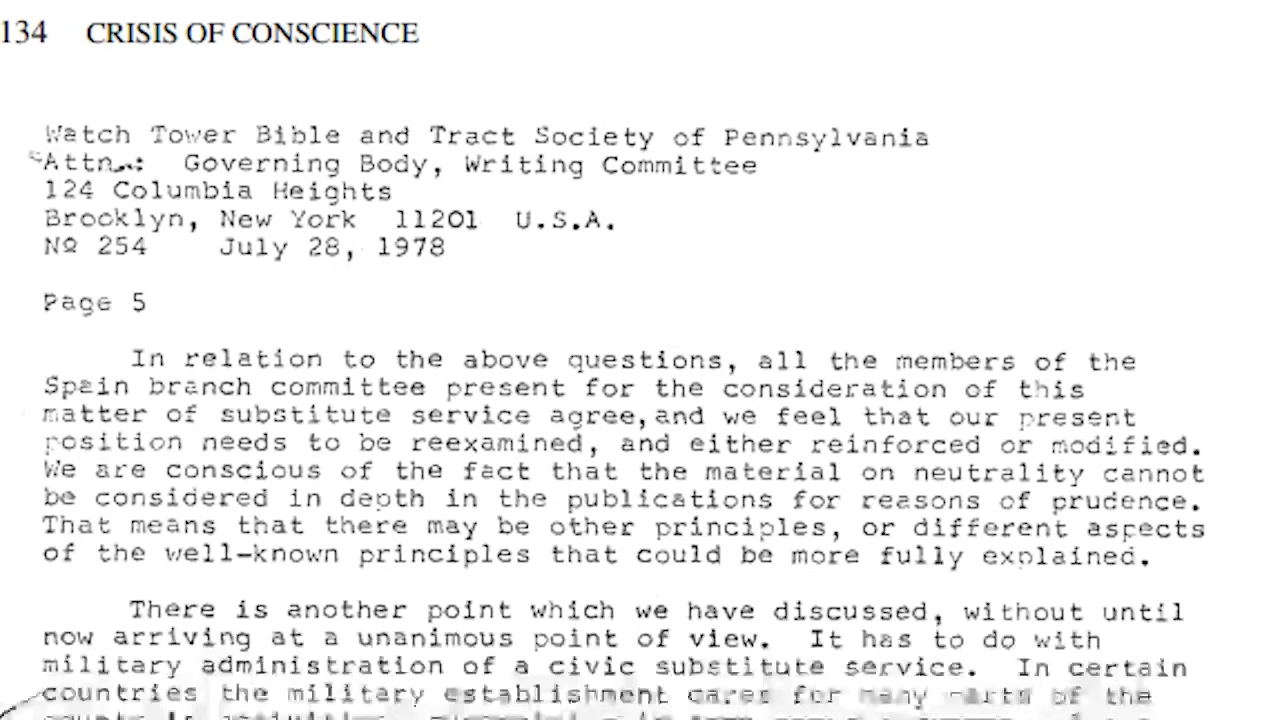 134 CRISIS OF CONSCIENCE
Watch Tower Bible and Tract Society of Pennsylvania
Attn.: Governing Body, Writing Committee
124 Columbia Heights
Brooklyn, New York 11201 U.S.A.
Nº 254 July 28, 1978
Page 5
In relation to the above questions, all the members of the
Spain branch committee present for the consideration of this
matter of substitute service agree, and we feel that our present
position needs to be reexamined, and either reinforced or modified.
We are conscious of the fact that the material on neutrality cannot
be considered in depth in the publications for reasons of prudence.
That means that there may be other principles, or different aspects
of the well-known principles that could be more fully explained.
There is another point which we have discussed, without until
now arriving at a unanimous point of view. It has to do with
military administration of a civic substitute service. In certain
countries the military establishment cares for many parts of the